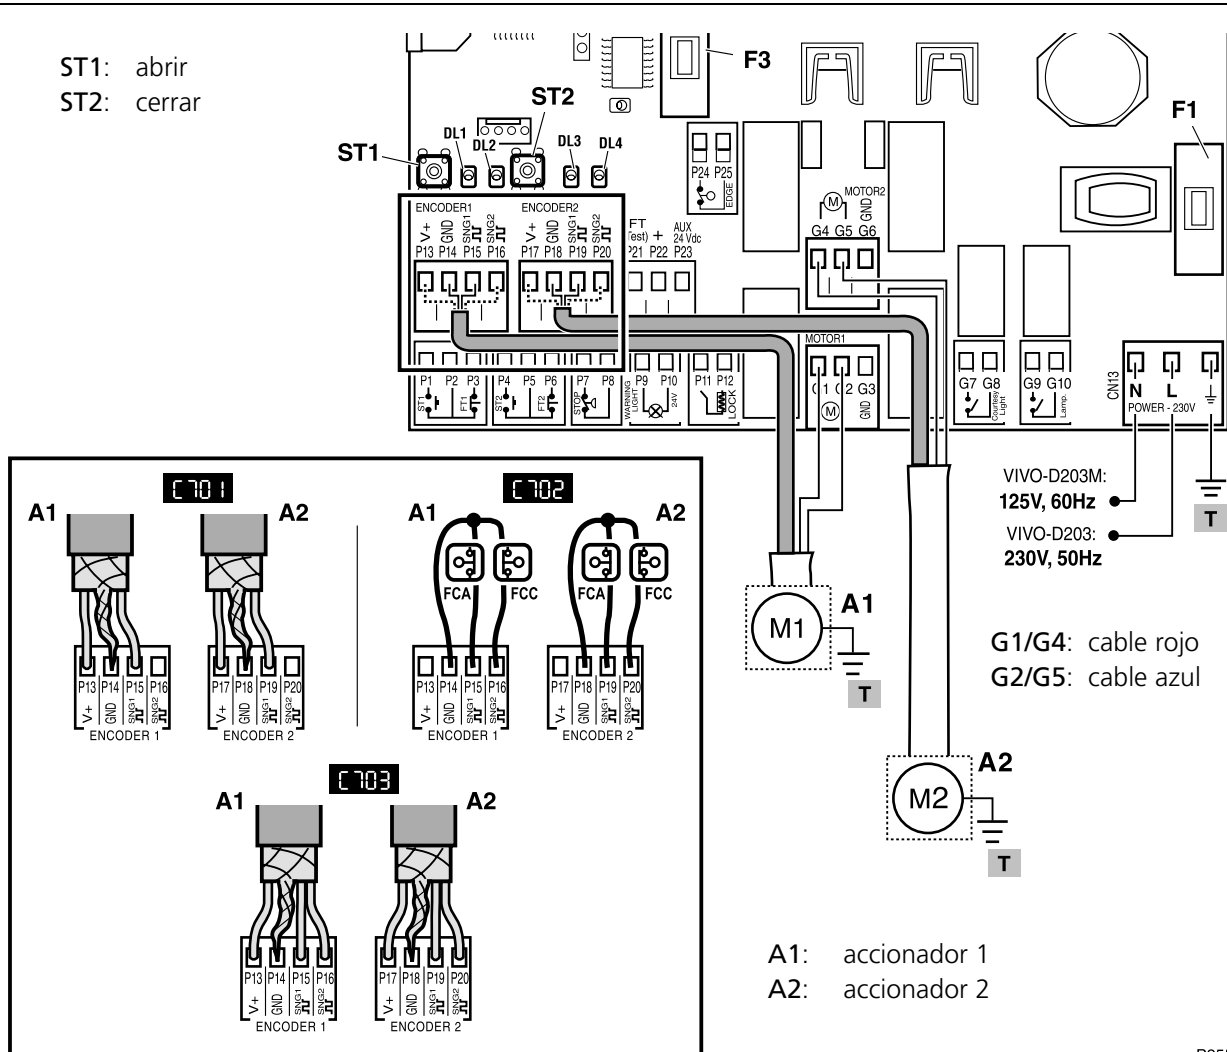 ST1: abrir
ST2: cerrar
F3
F1
ST2
ST1
DL1
DL2
DL3
DL4
P24 P25
EDGE
MOTOR2
M
GND
G4 G5 G6
ENCODER1
ENCODER2
V+ GND SNG1 SNG2
V+ GND SNG1 SNG2
P13 P14 P15 P16
P17 P18 P19 P20
FT
+
AUX
24 Vdc
P22 P23
MOTOR1
P1 P2 P3
P4 P5 P6
P7 P8
P9 P10
P11 P12
ST1
FT1
ST2
FT2
STOP
WARNING
LIGHT
24V
LOCK
G3
M
GND
G7 G8
Courtesy
Light
G9 G10
Lamp.
CN13
N L
POWER - 230V
VIVO-D203M:
125V, 60Hz
VIVO-D203:
230V, 50Hz
T
C701
A1
A2
P13 P14 P15 P16
V+ GND SNG1 SNG2
ENCODER 1
P17 P18 P19 P20
V+ GND SNG1 SNG2
ENCODER 2
C702
A1
A2
FCA
FCC
FCA
FCC
P13 P14 P15 P16
V+ GND SNG1 SNG2
ENCODER 1
P17 P18 P19 P20
V+ GND SNG1 SNG2
ENCODER 2
C703
A1
A2
P13 P14 P15 P16
V+ GND SNG1 SNG2
ENCODER 1
P17 P18 P19 P20
V+ GND SNG1 SNG2
ENCODER 2
M1
A1
T
G1/G4: cable rojo
G2/G5: cable azul
M2
A2
T
A1: accionador 1
A2: accionador 2